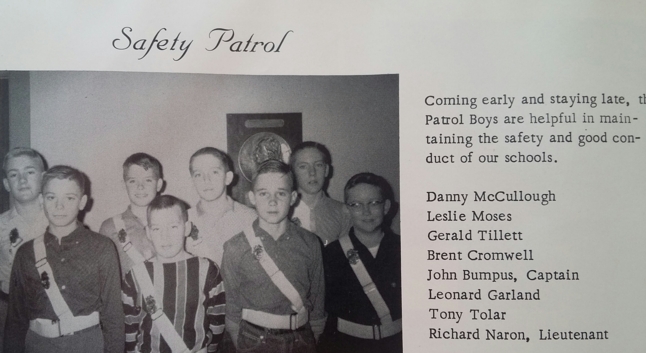 Safety Patrol
Coming early and staying late,
Patrol Boys are helpful in main-
taining the safety and good con-
duct of our schools.
Danny McCullough
Leslie Moses
Gerald Tillett
Brent Cromwell
John Bumpus, Captain
Leonard Garland
Tony Tolar
Richard Naron, Lieutenant